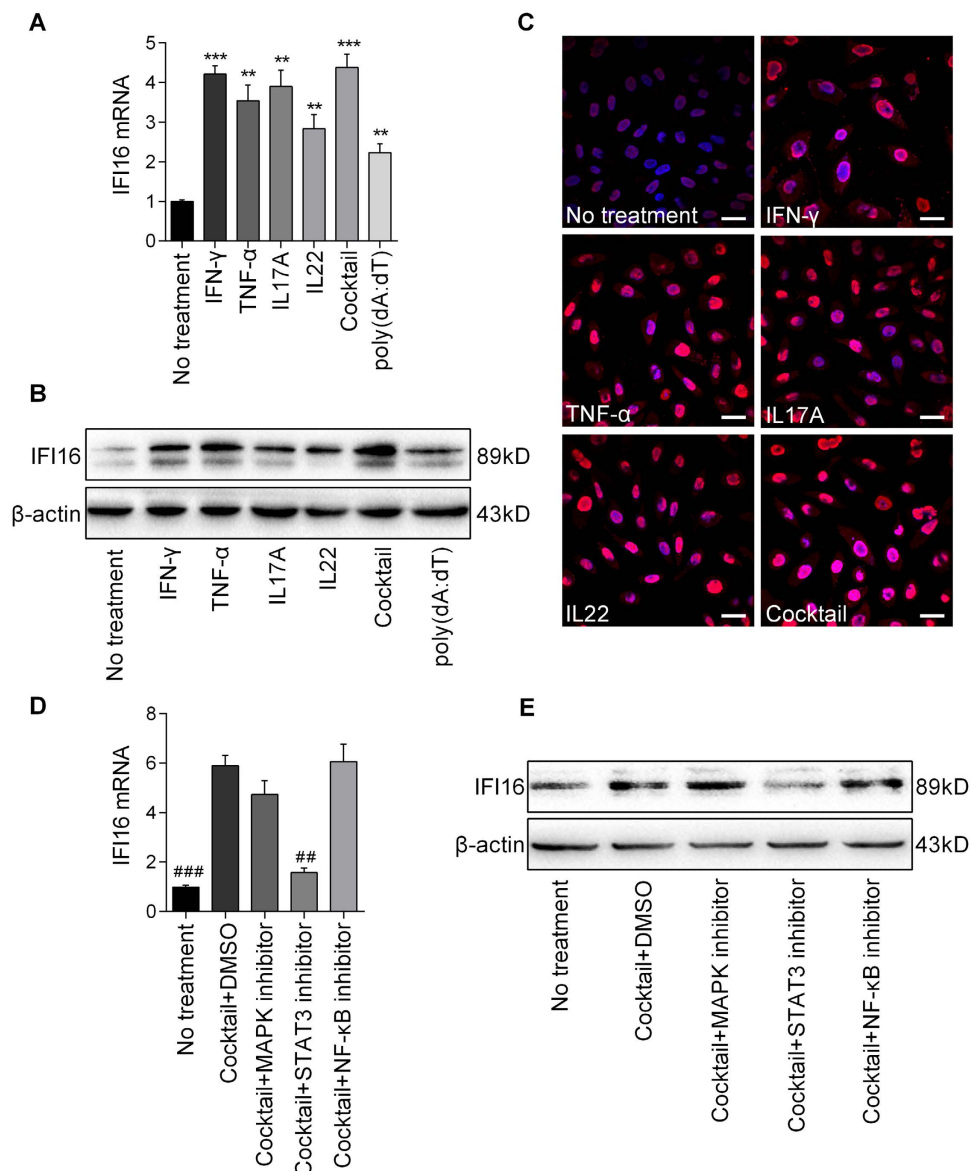 A
IFI16 mRNA
5
4
3
2
1
0
***
**
**
**
***
**
No treatment
IFN-γ
TNF-α
IL17A
IL22
Cocktail
poly(dA:dT)
B
IFI16
89kD
β-actin
43kD
No treatment
IFN-γ
TNF-α
IL17A
IL22
Cocktail
poly(dA:dT)
C
No treatment
IFN-γ
TNF-α
IL17A
IL22
Cocktail
D
IFI16 mRNA
8
6
4
2
0
###
##
No treatment
Cocktail+DMSO
Cocktail+MAPK inhibitor
Cocktail+STAT3 inhibitor
Cocktail+NF-κB inhibitor
E
IFI16
89kD
β-actin
43kD
No treatment
Cocktail+DMSO
Cocktail+MAPK inhibitor
Cocktail+STAT3 inhibitor
Cocktail+NF-κB inhibitor